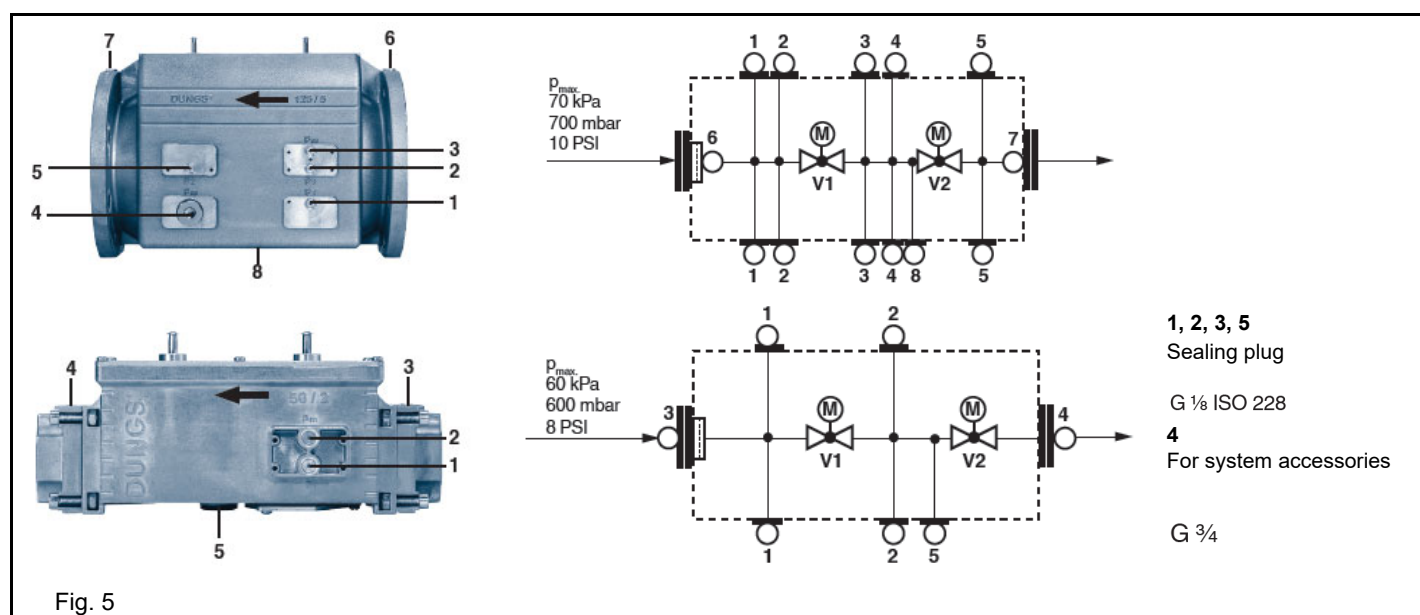 7
6
DUNGS
125/5
5
3
2
4
1
8
1 2 3 4 5
pmax.
70 kPa
700 mbar
10 PSI
6
M
M
7
V1
V2
1 2 3 4 8 5
4
3
50/2
DUNGS
2
1
5
1 2
pmax.
60 kPa
600 mbar
8 PSI
3
M
M
4
V1
V2
1 2 5
1, 2, 3, 5
Sealing plug
G ⅛ ISO 228
4
For system accessories
G ¾
Fig. 5